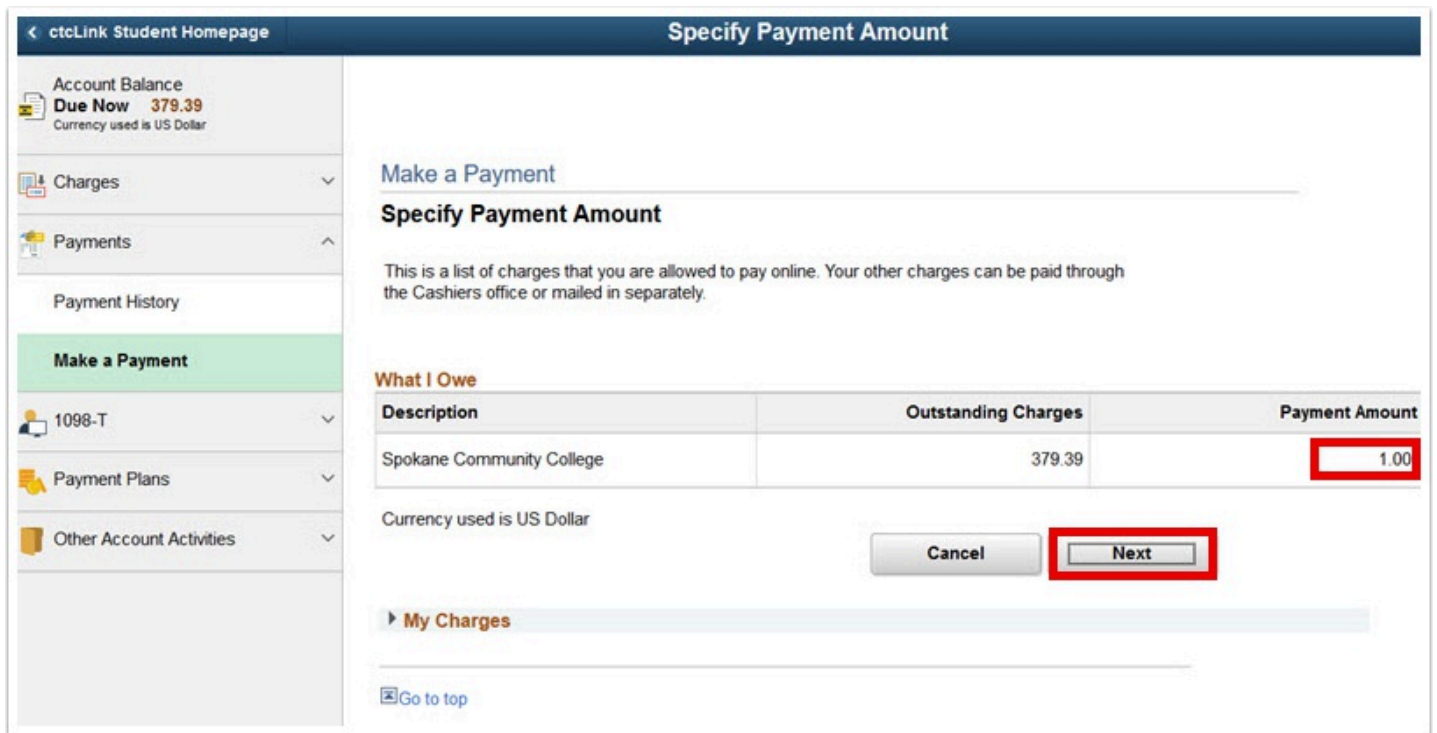 ctcLink Student Homepage
Specify Payment Amount
Account Balance
Due Now 379.39
Currency used is US Dollar
Charges
Payments
Payment History
Make a Payment
1098-T
Payment Plans
Other Account Activities
Make a Payment
Specify Payment Amount
This is a list of charges that you are allowed to pay online. Your other charges can be paid through
the Cashiers office or mailed in separately.
What I Owe
Description Outstanding Charges Payment Amount
Spokane Community College 379.39 1.00
Currency used is US Dollar
Cancel Next
My Charges
Go to top